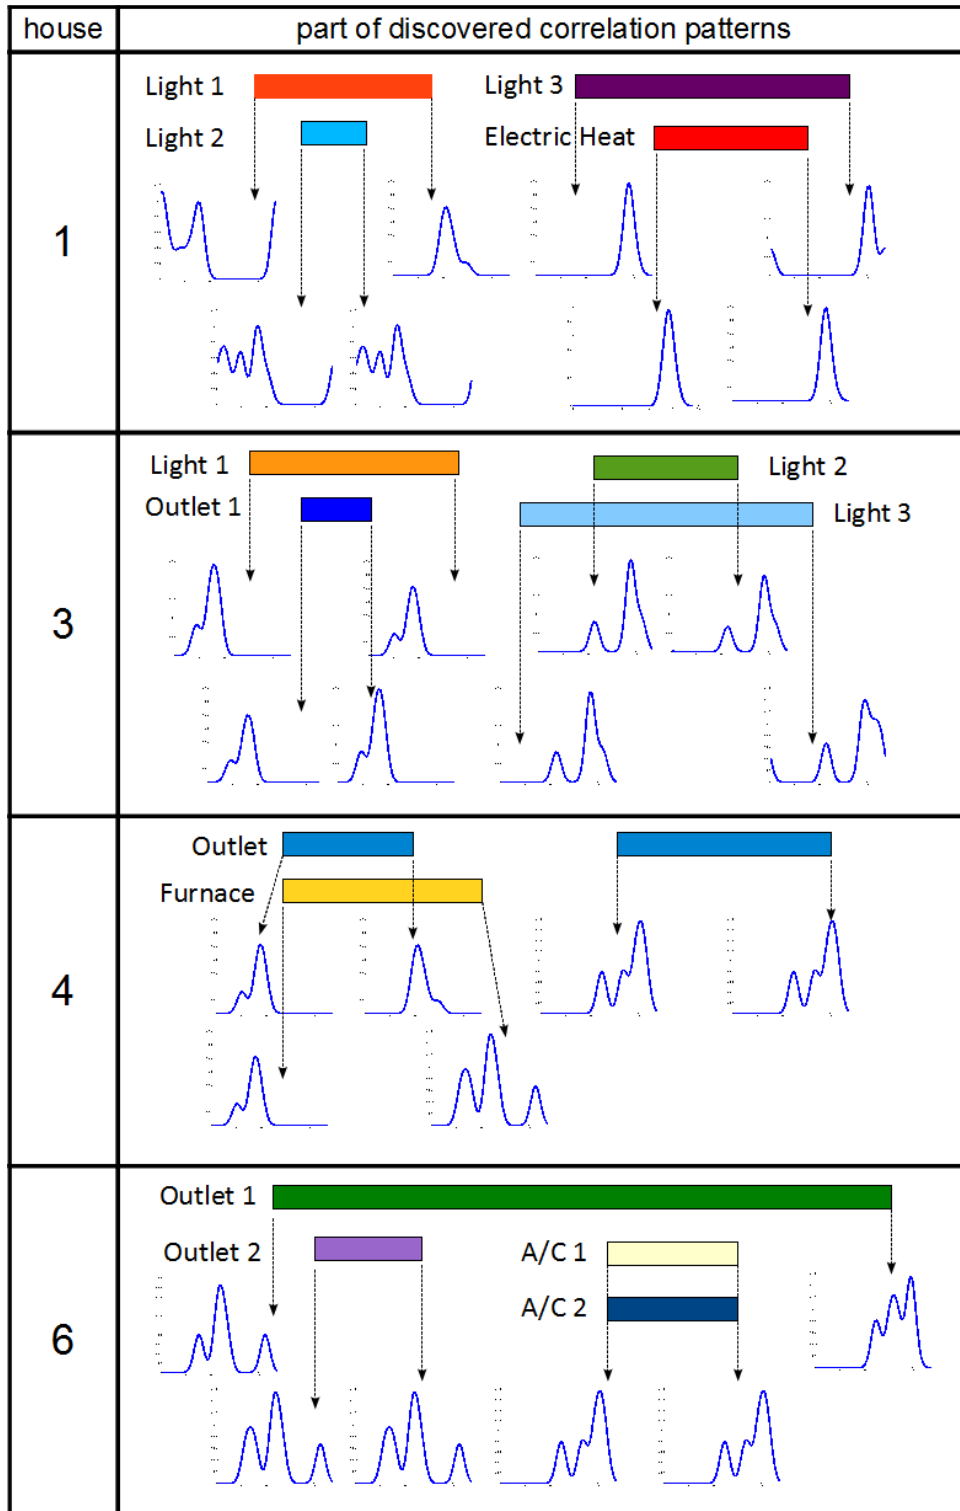 house part of discovered correlation patterns
1
Light 1
Light 2
Light 3
Electric Heat
3
Light 1
Outlet 1
Light 2
Light 3
4
Outlet
Furnace
6
Outlet 1
Outlet 2
A/C 1
A/C 2